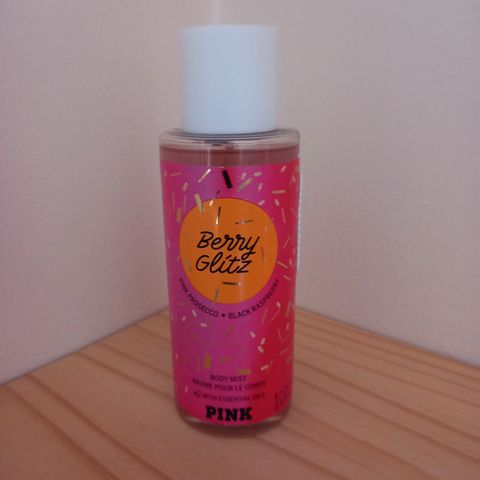 Berry
Glitz
PINK PROSECCO • BLACK RASPBERRY
BODY MIST
BRUME POUR LE CORPS
WITH ESSENTIAL OILS
PINK